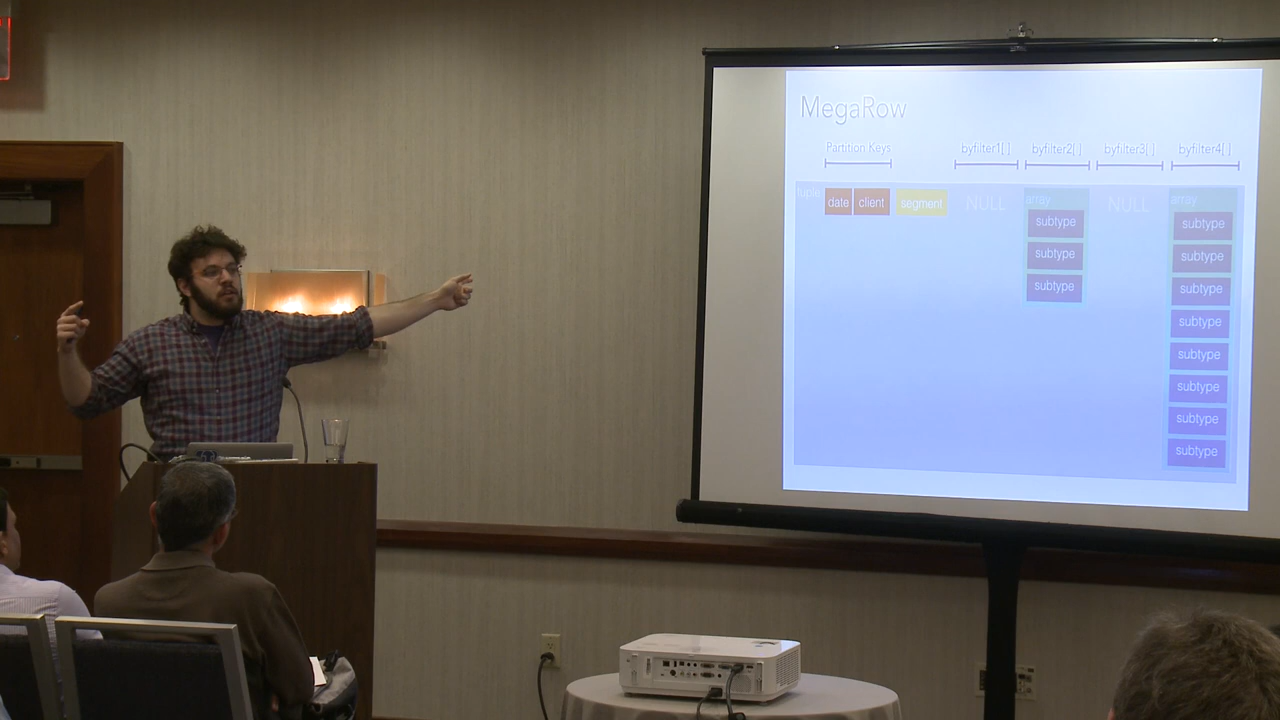 MegaRow
Partition Keys byfilter1[ ] byfilter2[ ] byfilter3[ ] byfilter4[ ]
tuple date client segment NULL array NULL array
subtype subtype
subtype subtype
subtype subtype
subtype
subtype
subtype
subtype
subtype